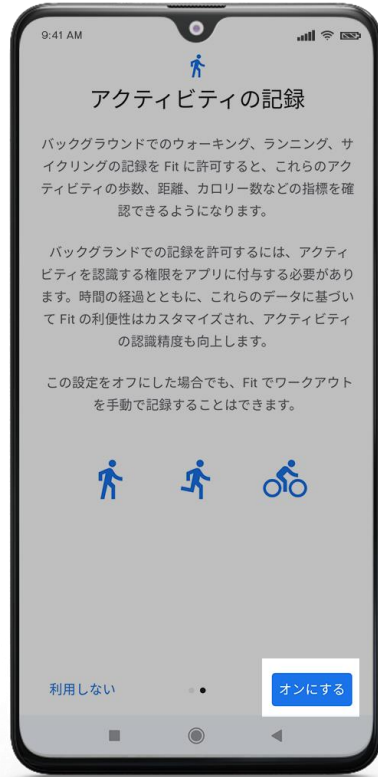 9:41 AM
アクティビティの記録
バックグラウンドでのウォーキング、ランニング、サ
イクリングの記録を Fit に許可すると、これらのアク
ティビティの歩数、距離、カロリー数などの指標を確
認できるようになります。
バックグランドでの記録を許可するには、アクティ
ビティを認識する権限をアプリに付与する必要があり
ます。時間の経過とともに、これらのデータに基づい
て Fit の利便性はカスタマイズされ、アクティビティ
の認識精度も向上します。
この設定をオフにした場合でも、Fit でワークアウト
を手動で記録することはできます。
利用しない
オンにする